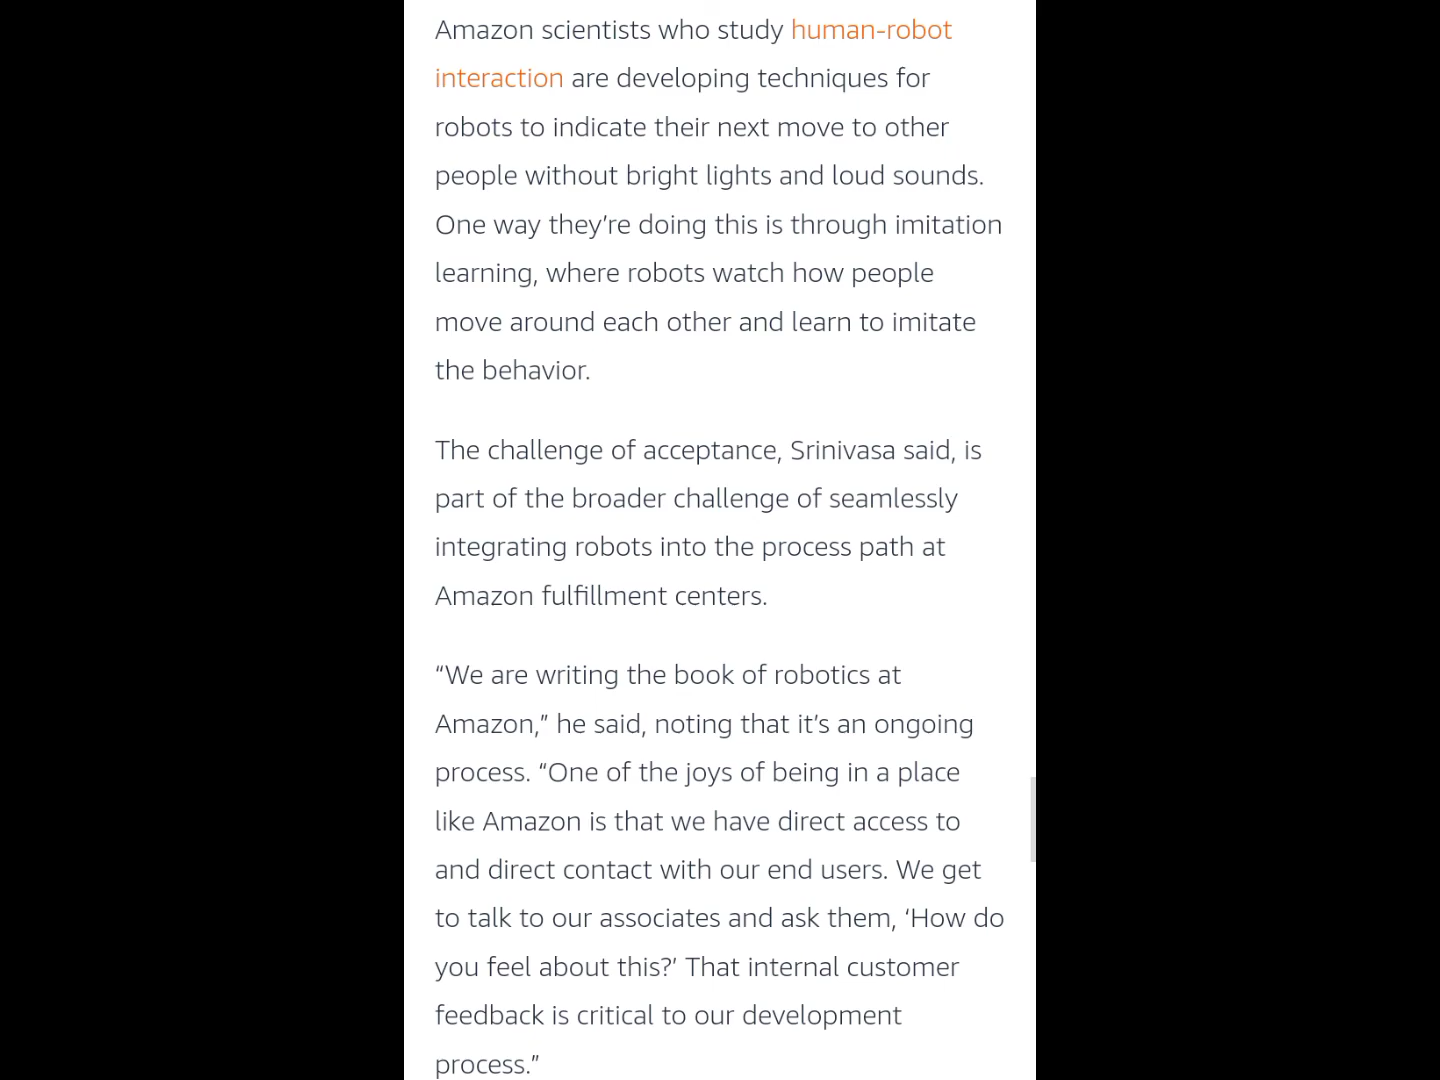 Amazon scientists who study human-robot
interaction are developing techniques for
robots to indicate their next move to other
people without bright lights and loud sounds.
One way they’re doing this is through imitation
learning, where robots watch how people
move around each other and learn to imitate
the behavior.
The challenge of acceptance, Srinivasa said, is
part of the broader challenge of seamlessly
integrating robots into the process path at
Amazon fulfillment centers.
“We are writing the book of robotics at
Amazon,” he said, noting that it’s an ongoing
process. “One of the joys of being in a place
like Amazon is that we have direct access to
and direct contact with our end users. We get
to talk to our associates and ask them, ‘How do
you feel about this?’ That internal customer
feedback is critical to our development
process.”